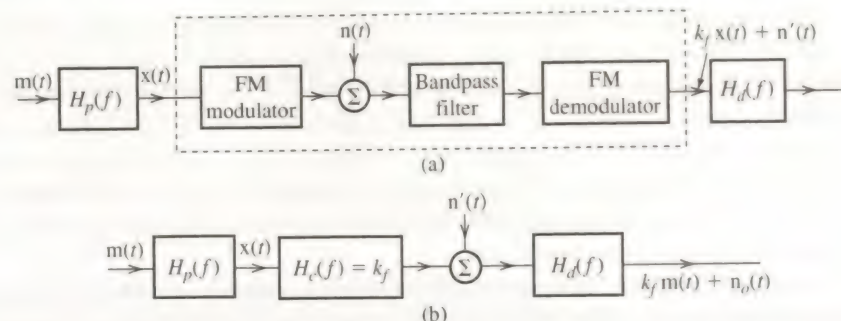 n(t)
k_f x(t) + n′(t)
m(t) H_p(f) x(t) FM modulator Σ Bandpass filter FM demodulator H_d(f)
(a)
n′(t)
m(t) H_p(f) x(t) H_c(f) = k_f Σ H_d(f)
k_f m(t) + n_o(t)
(b)